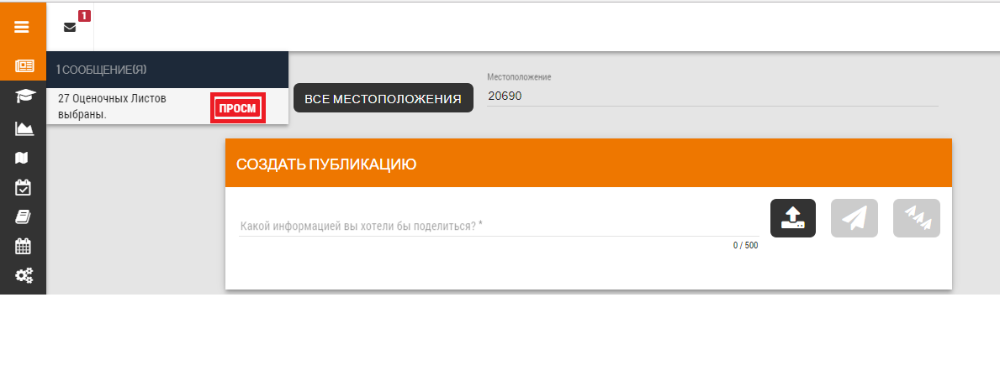 1
1 СООБЩЕНИЕ(Я)
27 Оценочных Листов
выбраны.
ПРОСМ
ВСЕ МЕСТОПОЛОЖЕНИЯ
Местоположение
20690
СОЗДАТЬ ПУБЛИКАЦИЮ
Какой информацией вы хотели бы поделиться? *
0 / 500